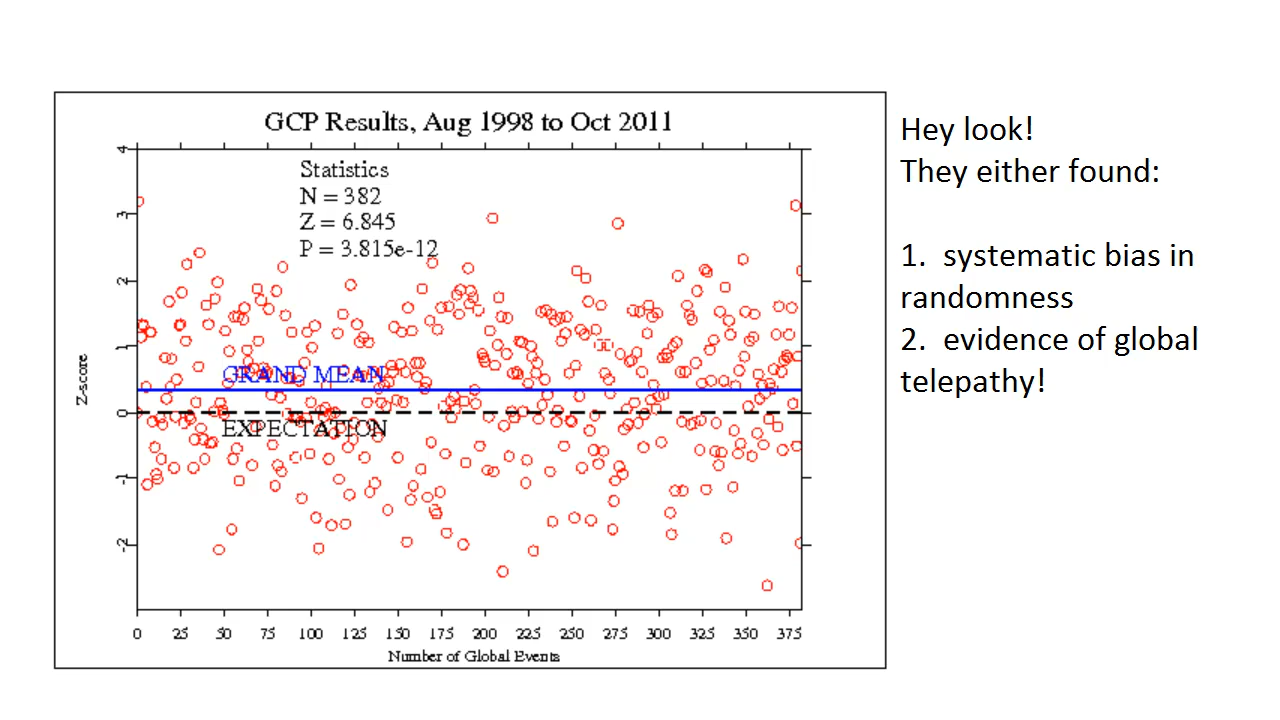 GCP Results, Aug 1998 to Oct 2011
Statistics
N = 382
Z = 6.845
P = 3.815e-12
GRAND MEAN
EXPECTATION
Z-score
4
3
2
1
0
-1
-2
0 25 50 75 100 125 150 175 200 225 250 275 300 325 350 375
Number of Global Events
Hey look!
They either found:
1. systematic bias in
randomness
2. evidence of global
telepathy!